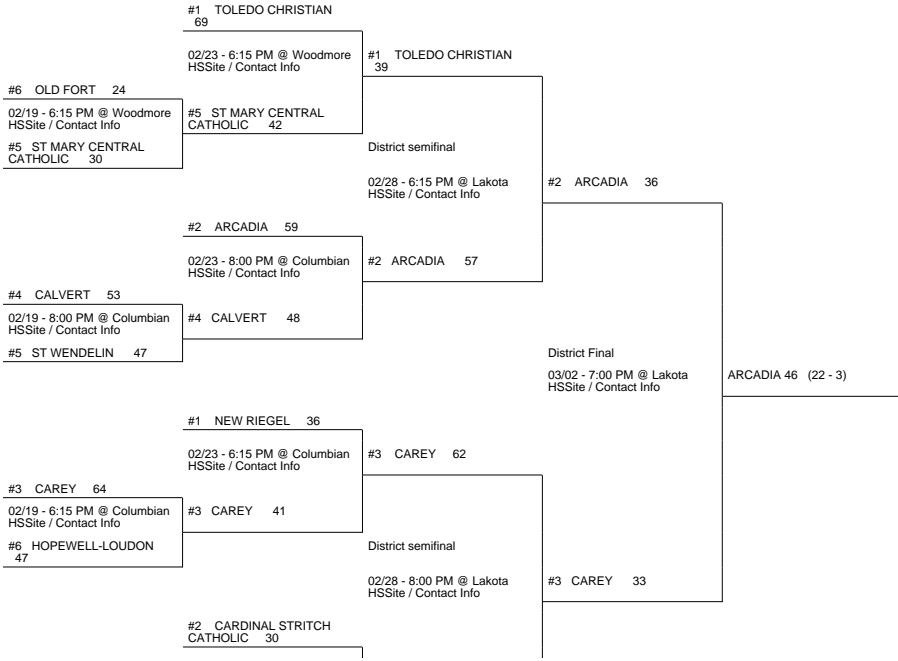 #1 TOLEDO CHRISTIAN
69
02/23 - 6:15 PM @ Woodmore
HSSite / Contact Info
#1 TOLEDO CHRISTIAN
39
#6 OLD FORT 24
02/19 - 6:15 PM @ Woodmore
HSSite / Contact Info
#5 ST MARY CENTRAL
CATHOLIC 42
#5 ST MARY CENTRAL
CATHOLIC 30
District semifinal
02/28 - 6:15 PM @ Lakota
HSSite / Contact Info
#2 ARCADIA 36
#2 ARCADIA 59
02/23 - 8:00 PM @ Columbian
HSSite / Contact Info
#2 ARCADIA 57
#4 CALVERT 53
02/19 - 8:00 PM @ Columbian
HSSite / Contact Info
#4 CALVERT 48
#5 ST WENDELIN 47
District Final
03/02 - 7:00 PM @ Lakota
HSSite / Contact Info
ARCADIA 46 (22 - 3)
#1 NEW RIEGEL 36
02/23 - 6:15 PM @ Columbian
HSSite / Contact Info
#3 CAREY 62
#3 CAREY 64
02/19 - 6:15 PM @ Columbian
HSSite / Contact Info
#3 CAREY 41
#6 HOPEWELL-LOUDON
47
District semifinal
02/28 - 8:00 PM @ Lakota
HSSite / Contact Info
#3 CAREY 33
#2 CARDINAL STRITCH
CATHOLIC 30